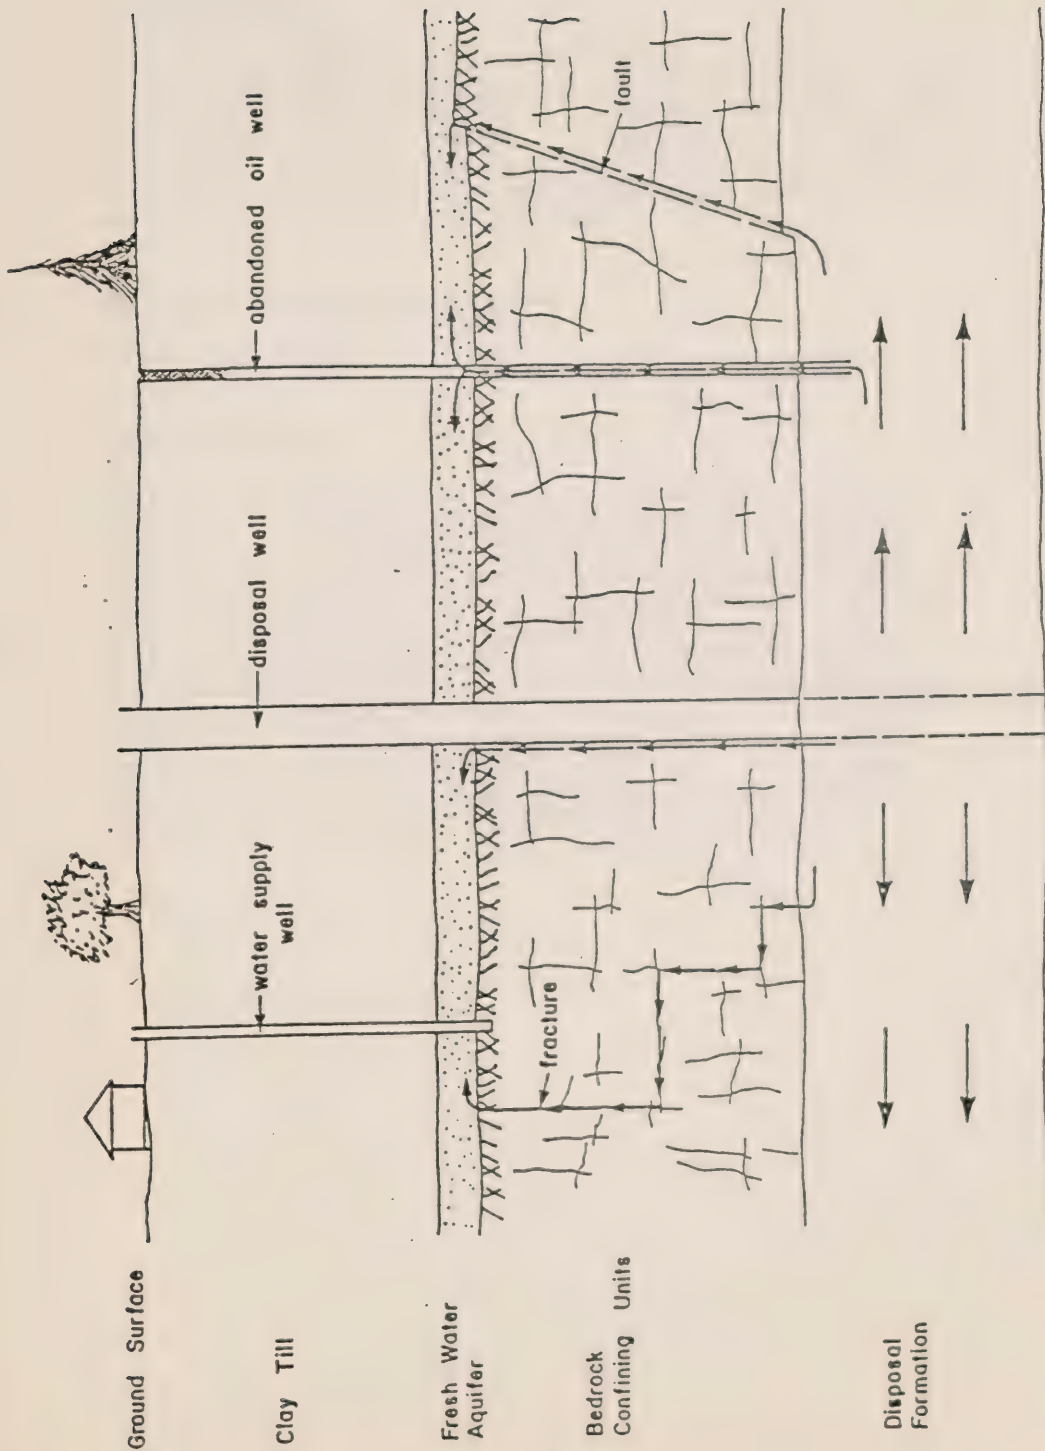 Ground Surface
Clay Till
Fresh Water
Aquifer
Bedrock
Confining Units
Disposal
Formation
water supply
well
disposal well
abandoned oil well
fracture
fault